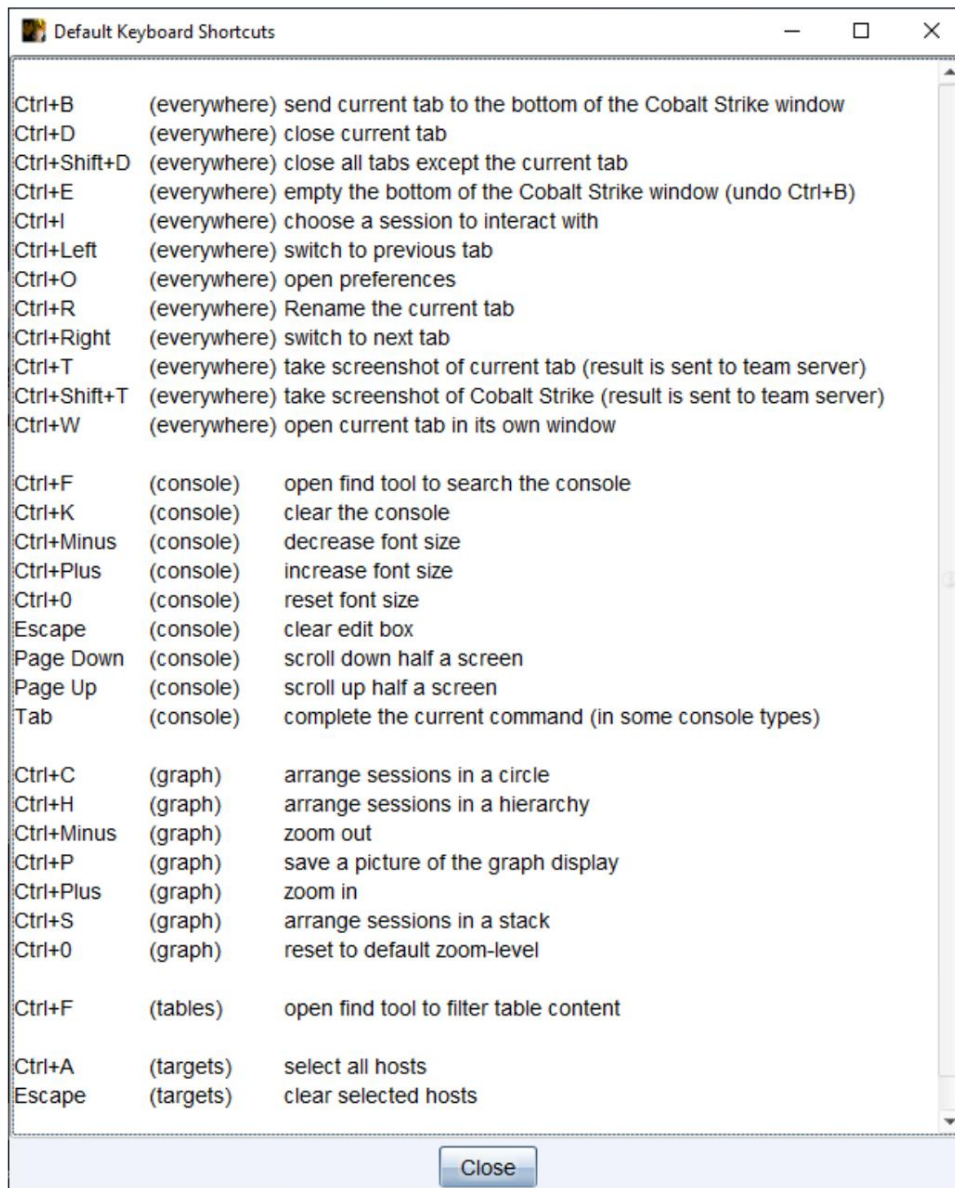 Default Keyboard Shortcuts
Ctrl+B (everywhere) send current tab to the bottom of the Cobalt Strike window
Ctrl+D (everywhere) close current tab
Ctrl+Shift+D (everywhere) close all tabs except the current tab
Ctrl+E (everywhere) empty the bottom of the Cobalt Strike window (undo Ctrl+B)
Ctrl+I (everywhere) choose a session to interact with
Ctrl+Left (everywhere) switch to previous tab
Ctrl+O (everywhere) open preferences
Ctrl+R (everywhere) Rename the current tab
Ctrl+Right (everywhere) switch to next tab
Ctrl+T (everywhere) take screenshot of current tab (result is sent to team server)
Ctrl+Shift+T (everywhere) take screenshot of Cobalt Strike (result is sent to team server)
Ctrl+W (everywhere) open current tab in its own window
Ctrl+F (console) open find tool to search the console
Ctrl+K (console) clear the console
Ctrl+Minus (console) decrease font size
Ctrl+Plus (console) increase font size
Ctrl+0 (console) reset font size
Escape (console) clear edit box
Page Down (console) scroll down half a screen
Page Up (console) scroll up half a screen
Tab (console) complete the current command (in some console types)
Ctrl+C (graph) arrange sessions in a circle
Ctrl+H (graph) arrange sessions in a hierarchy
Ctrl+Minus (graph) zoom out
Ctrl+P (graph) save a picture of the graph display
Ctrl+Plus (graph) zoom in
Ctrl+S (graph) arrange sessions in a stack
Ctrl+0 (graph) reset to default zoom-level
Ctrl+F (tables) open find tool to filter table content
Ctrl+A (targets) select all hosts
Escape (targets) clear selected hosts
Close